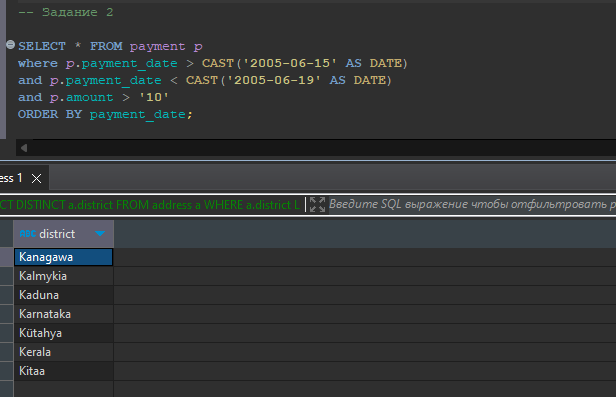 -- Задание 2
SELECT * FROM payment p
where p.payment_date > CAST('2005-06-15' AS DATE)
and p.payment_date < CAST('2005-06-19' AS DATE)
and p.amount > '10'
ORDER BY payment_date;
ess 1
CT DISTINCT a.district FROM address a WHERE a.district L Введите SQL выражение чтобы отфильтровать р
ABC district
Kanagawa
Kalmykia
Kaduna
Karnataka
Kütahya
Kerala
Kitaa